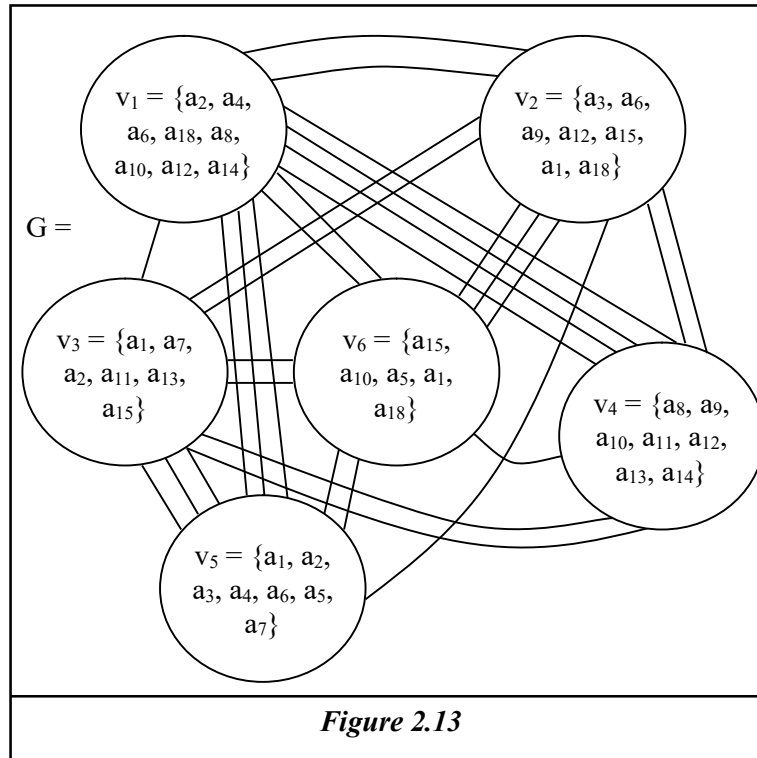 v₁ = {a₂, a₄,
a₆, a₁₈, a₈,
a₁₀, a₁₂, a₁₄}
v₂ = {a₃, a₆,
a₉, a₁₂, a₁₅,
a₁, a₁₈}
G =
v₃ = {a₁, a₇,
a₂, a₁₁, a₁₃,
a₁₅}
v₆ = {a₁₅,
a₁₀, a₅, a₁,
a₁₈}
v₄ = {a₈, a₉,
a₁₀, a₁₁, a₁₂,
a₁₃, a₁₄}
v₅ = {a₁, a₂,
a₃, a₄, a₆, a₅,
a₇}
Figure 2.13